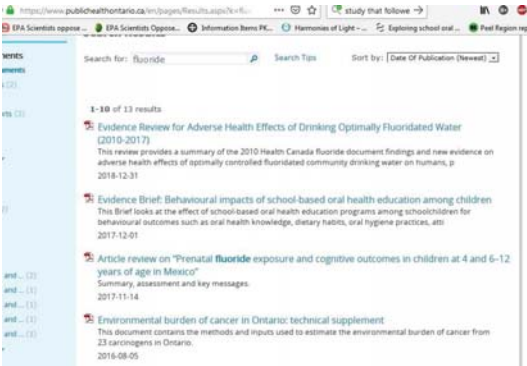 https://www.publichealthontario.ca/en/pages/Results.aspx?k=
study that followe →
EPA Scientists oppose ...
EPA Scientists Oppose...
Information Items PK...
Harmonies of Light - ...
Exploring school oral ...
Peel Region rep
Search for: fluoride
Search Tips
Sort by: Date Of Publication (Newest)
1-10 of 13 results
Evidence Review for Adverse Health Effects of Drinking Optimally Fluoridated Water
(2010-2017)
This review provides a summary of the 2010 Health Canada fluoride document findings and new evidence on
adverse health effects of optimally controlled fluoridated community drinking water on humans, p
2018-12-31
Evidence Brief: Behavioural impacts of school-based oral health education among children
This Brief looks at the effect of school-based oral health education programs among schoolchildren for
behavioural outcomes such as oral health knowledge, dietary habits, oral hygiene practices, atti
2017-12-01
Article review on "Prenatal fluoride exposure and cognitive outcomes in children at 4 and 6-12
years of age in Mexico"
Summary, assessment and key messages.
2017-11-14
Environmental burden of cancer in Ontario: technical supplement
This document contains the methods and inputs used to estimate the environmental burden of cancer from
23 carcinogens in Ontario.
2016-08-05
and ... (2)
and ... (1)
and ... (1)
and ... (1)